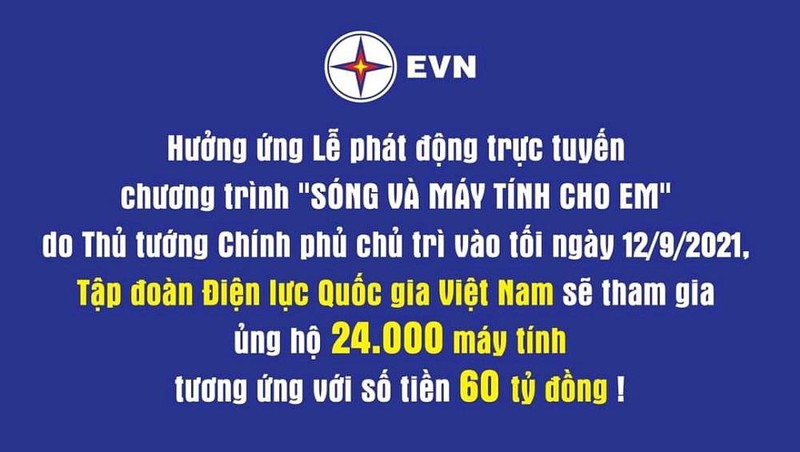 EVN
Hưởng ứng Lễ phát động trực tuyến
chương trình "SÓNG VÀ MÁY TÍNH CHO EM"
do Thủ tướng Chính phủ chủ trì vào tối ngày 12/9/2021,
Tập đoàn Điện lực Quốc gia Việt Nam sẽ tham gia
ủng hộ 24.000 máy tính
tương ứng với số tiền 60 tỷ đồng !